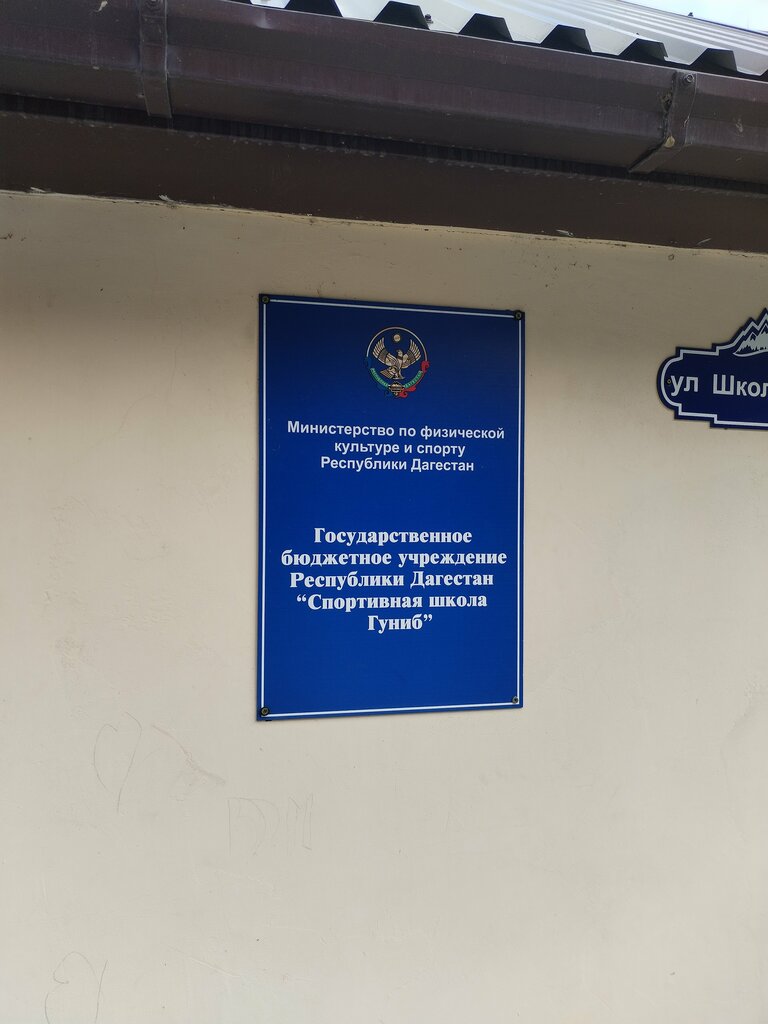 Министерство по физической
культуре и спорту
Республики Дагестан
Государственное
бюджетное учреждение
Республики Дагестан
“Спортивная школа
Гуниб”
ул Школ